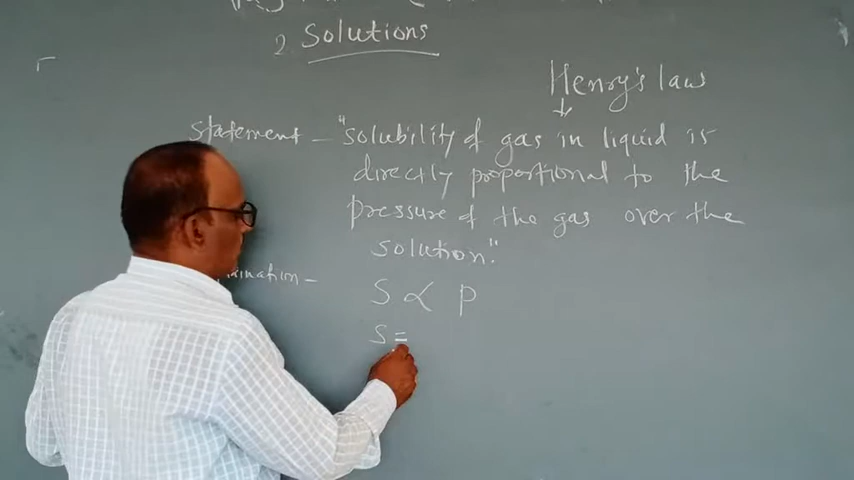 2. Solutions
Henry's law
Statement - "solubility of gas in liquid is
directly proportional to the
pressure of the gas over the
solution."
S ∝ p
S =